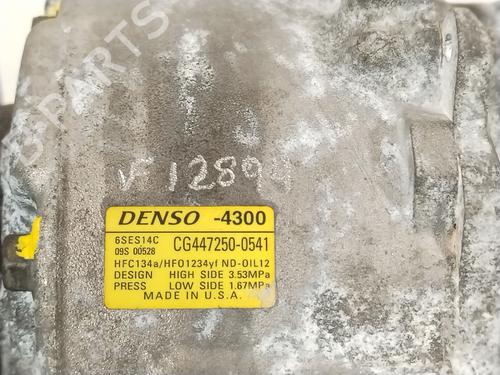 B-PARTS
V 12894
DENSO -4300
6SES14C CG447250-0541
09S 00528
HFC134a/HFO1234yf ND-OIL12
DESIGN HIGH SIDE 3.53MPa
PRESS LOW SIDE 1.67MPa
MADE IN U.S.A.